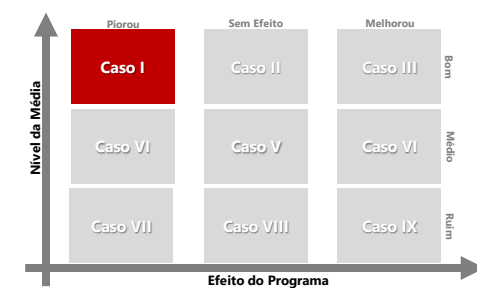 Piorou Sem Efeito Melhorou
Caso I Caso II Caso III Bom
Caso VI Caso V Caso VI Médio
Caso VII Caso VIII Caso IX Ruim
Nível da Média
Efeito do Programa